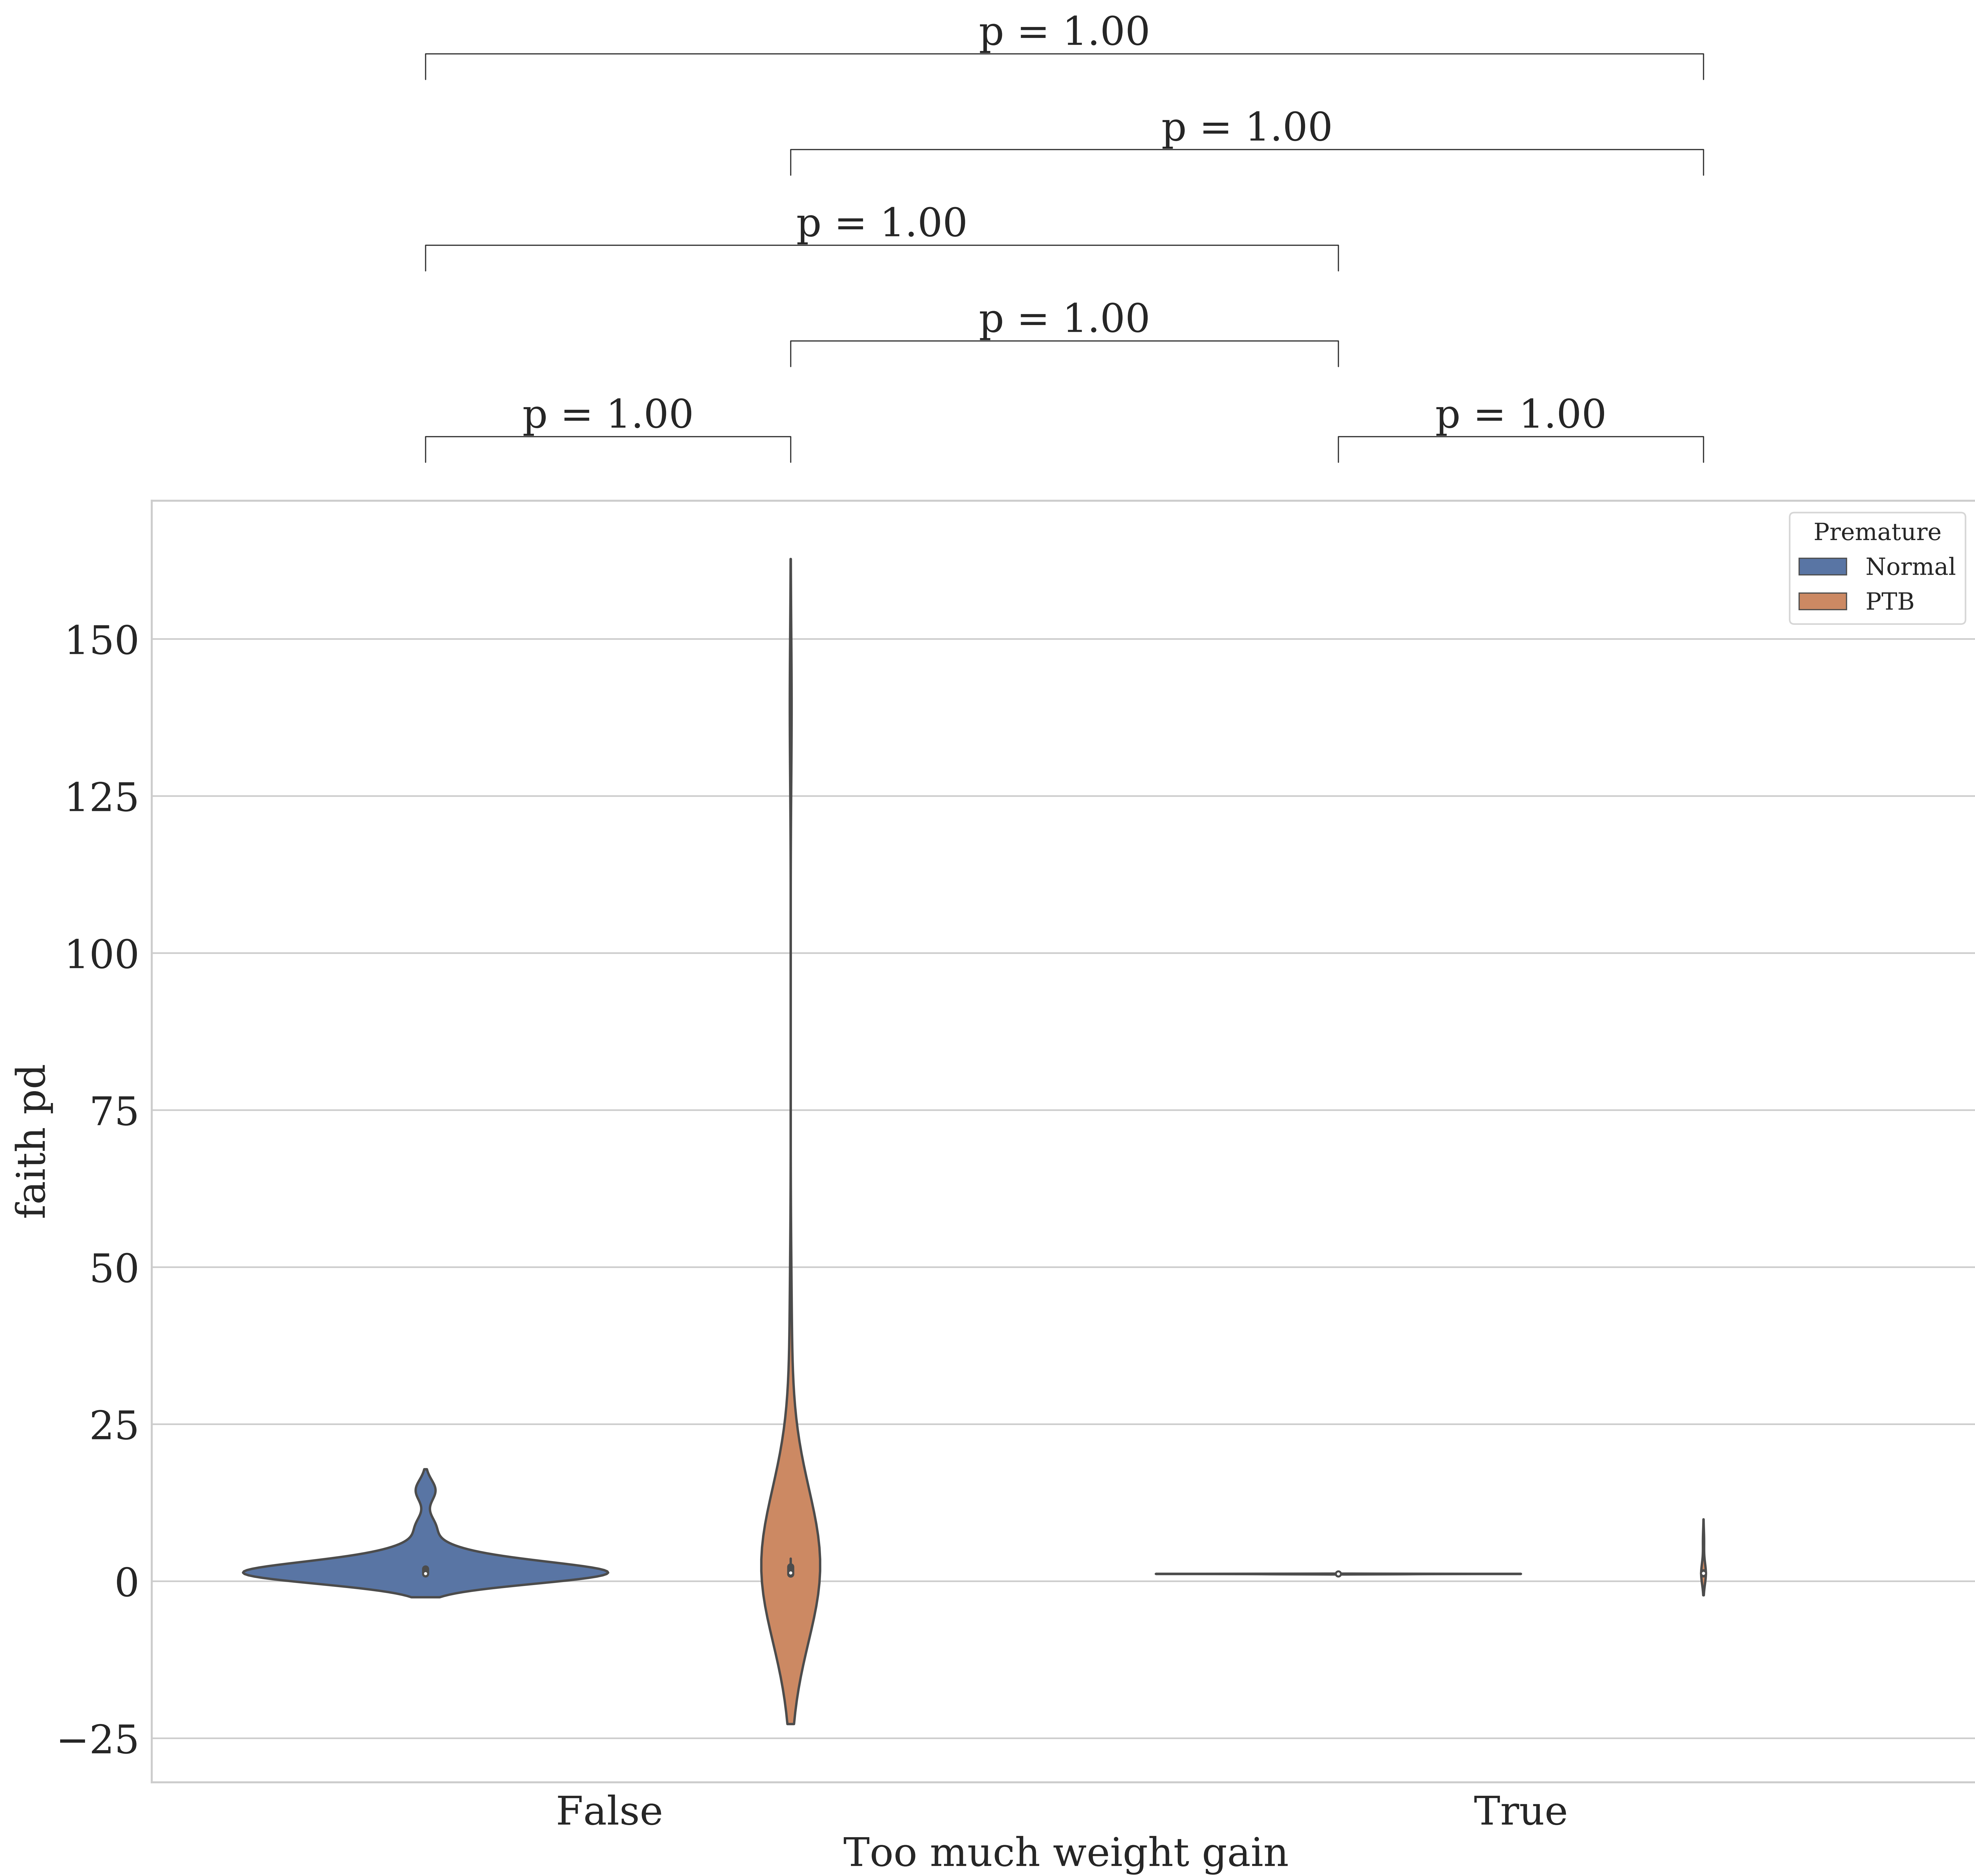 p = 1.00
p = 1.00
p = 1.00
p = 1.00
p = 1.00 p = 1.00
Premature
Normal
PTB
150
125
100
75
50
25
0
−25
faith pd
False True
Too much weight gain